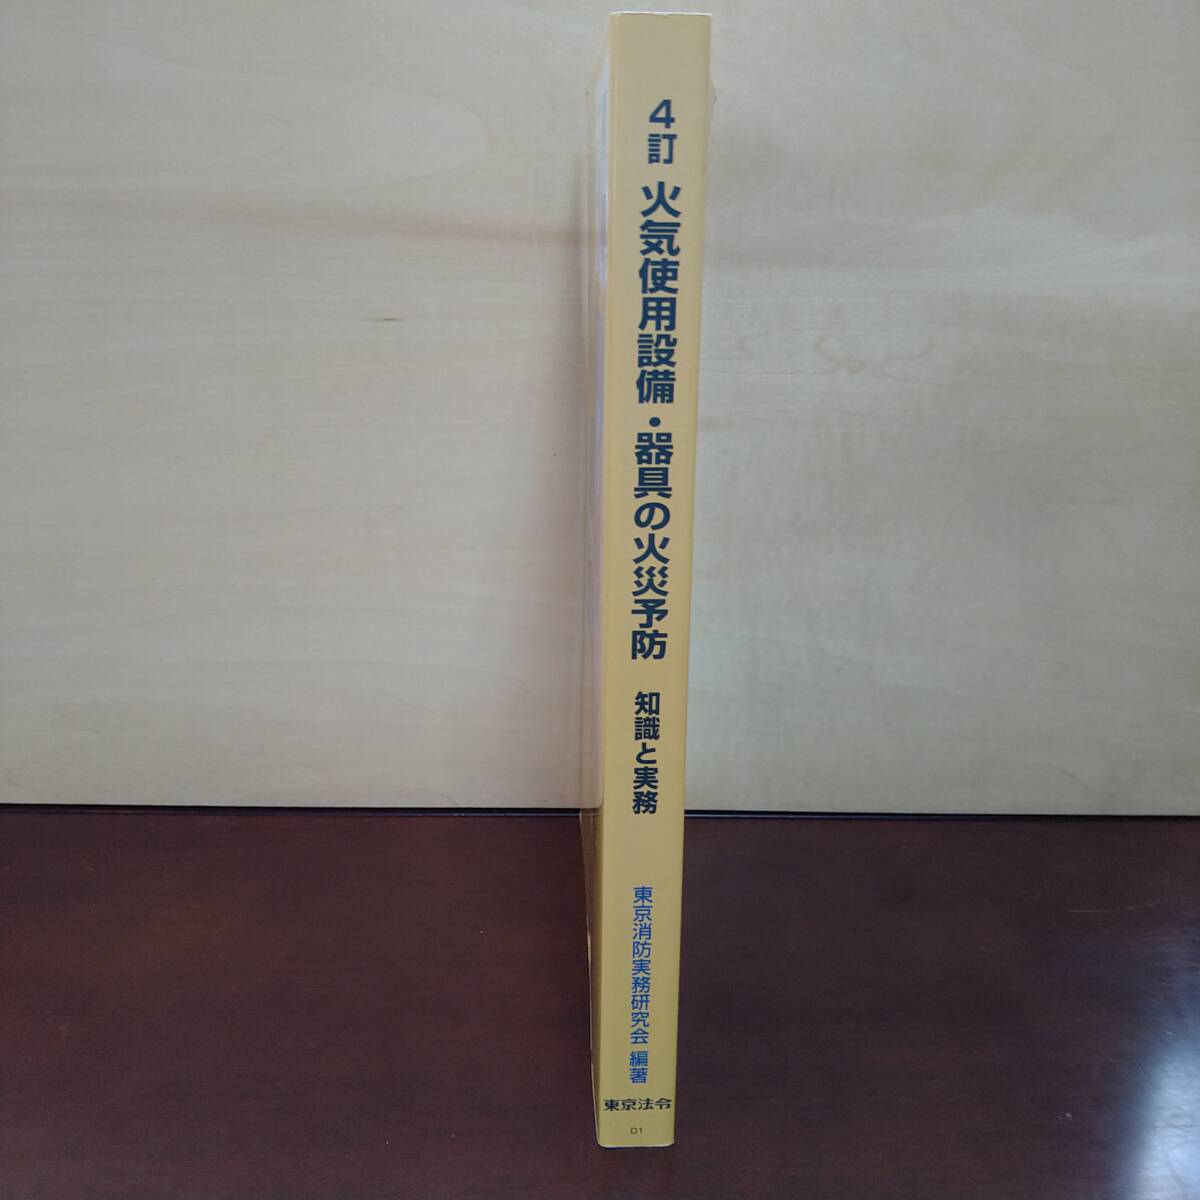 4訂 火気使用設備・器具の火災予防 知識と実務
東京消防実務研究会 編著
東京法令
D1